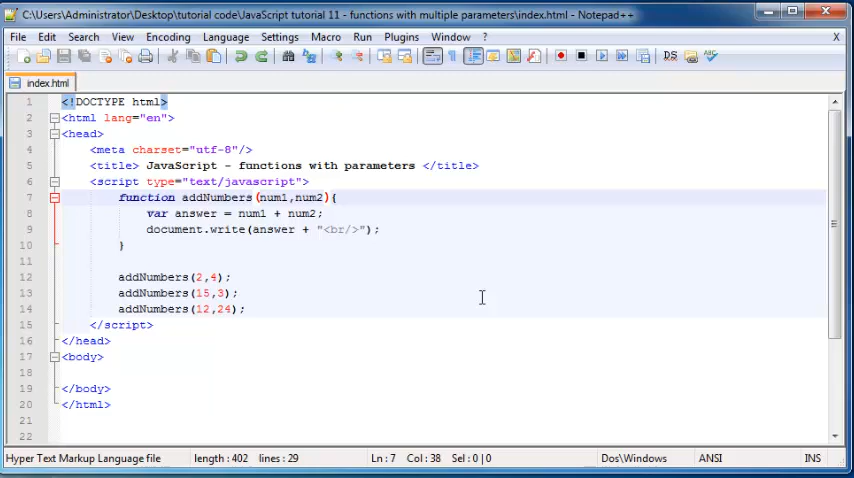 C:\Users\Administrator\Desktop\tutorial code\JavaScript tutorial 11 - functions with multiple parameters\index.html - Notepad++
File Edit Search View Encoding Language Settings Macro Run Plugins Window ? X
index.html
1 <!DOCTYPE html>
2 <html lang="en">
3 <head>
4 <meta charset="utf-8"/>
5 <title> JavaScript - functions with parameters </title>
6 <script type="text/javascript">
7 function addNumbers(num1,num2){
8 var answer = num1 + num2;
9 document.write(answer + "<br/>");
10 }
11
12 addNumbers(2,4);
13 addNumbers(15,3);
14 addNumbers(12,24);
15 </script>
16 </head>
17 <body>
18
19 </body>
20 </html>
21
22
Hyper Text Markup Language file length : 402 lines : 29 Ln : 7 Col : 38 Sel : 0 | 0 Dos\Windows ANSI INS